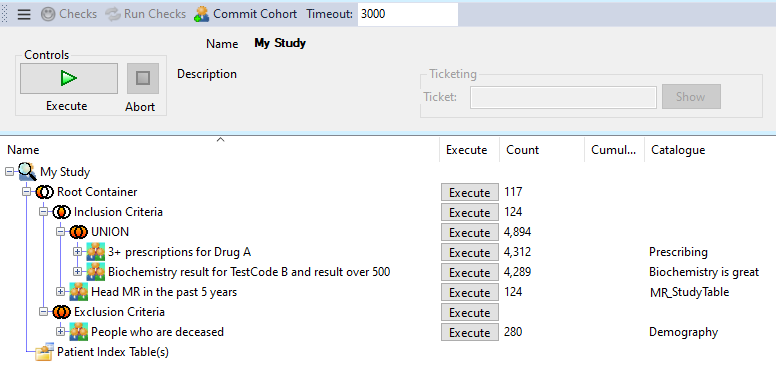 Checks Run Checks Commit Cohort Timeout: 3000
Name My Study
Controls
Description
Ticketing
Ticket: Show
Execute Abort
Name Execute Count Cumul... Catalogue
My Study
Root Container Execute 117
Inclusion Criteria Execute 124
UNION Execute 4,894
3+ prescriptions for Drug A Execute 4,312 Prescribing
Biochemistry result for TestCode B and result over 500 Execute 4,289 Biochemistry is great
Head MR in the past 5 years Execute 124 MR_StudyTable
Exclusion Criteria Execute
People who are deceased Execute 280 Demography
Patient Index Table(s)